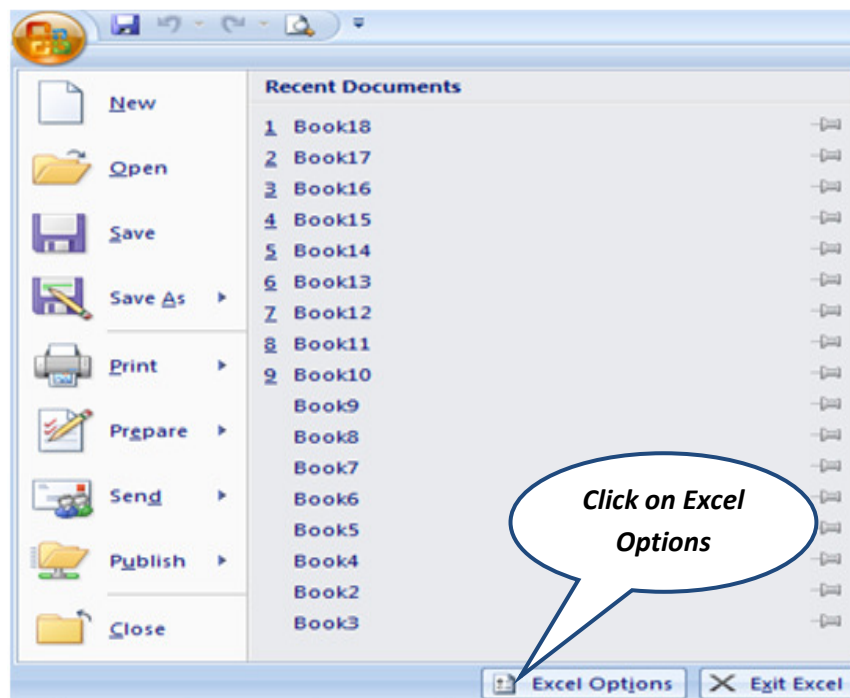 New
Open
Save
Save As
Print
Prepare
Send
Publish
Close
Recent Documents
1 Book18
2 Book17
3 Book16
4 Book15
5 Book14
6 Book13
7 Book12
8 Book11
9 Book10
Book9
Book8
Book7
Book6
Book5
Book4
Book2
Book3
Click on Excel
Options
Excel Options
Exit Excel